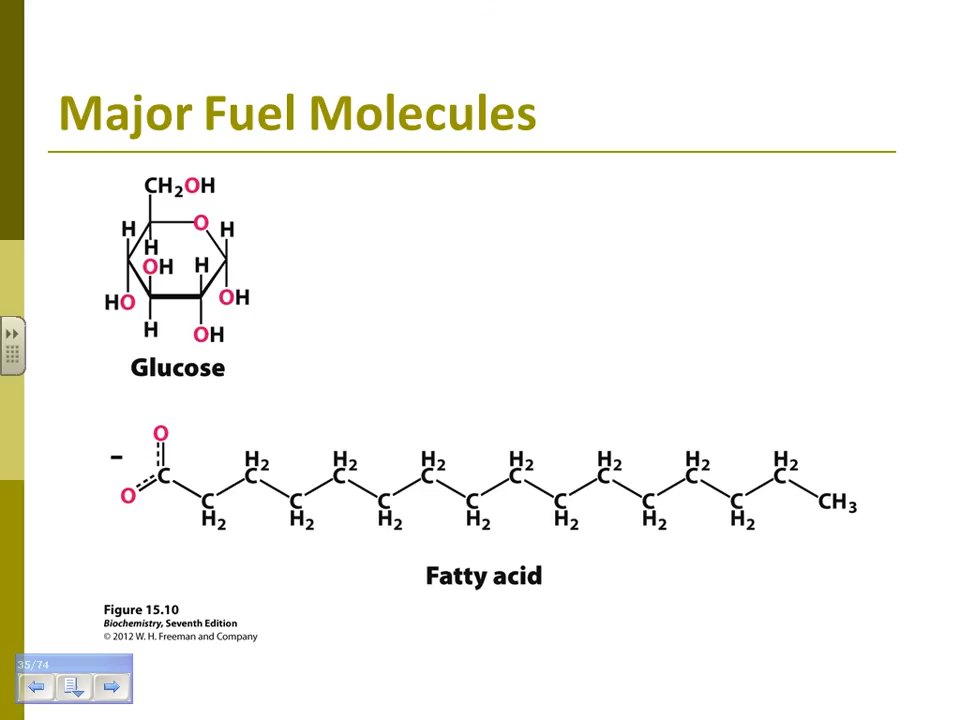 Major Fuel Molecules
CH2OH
H
O
H
H
OH
H
HO
OH
H
OH
Glucose
O
– C H2 C H2 C H2 C H2 C H2 C H2 C H2 C
O C H2 C H2 C H2 C H2 C H2 C H2 C H2 CH3
Fatty acid
Figure 15.10
Biochemistry, Seventh Edition
© 2012 W. H. Freeman and Company
35/74